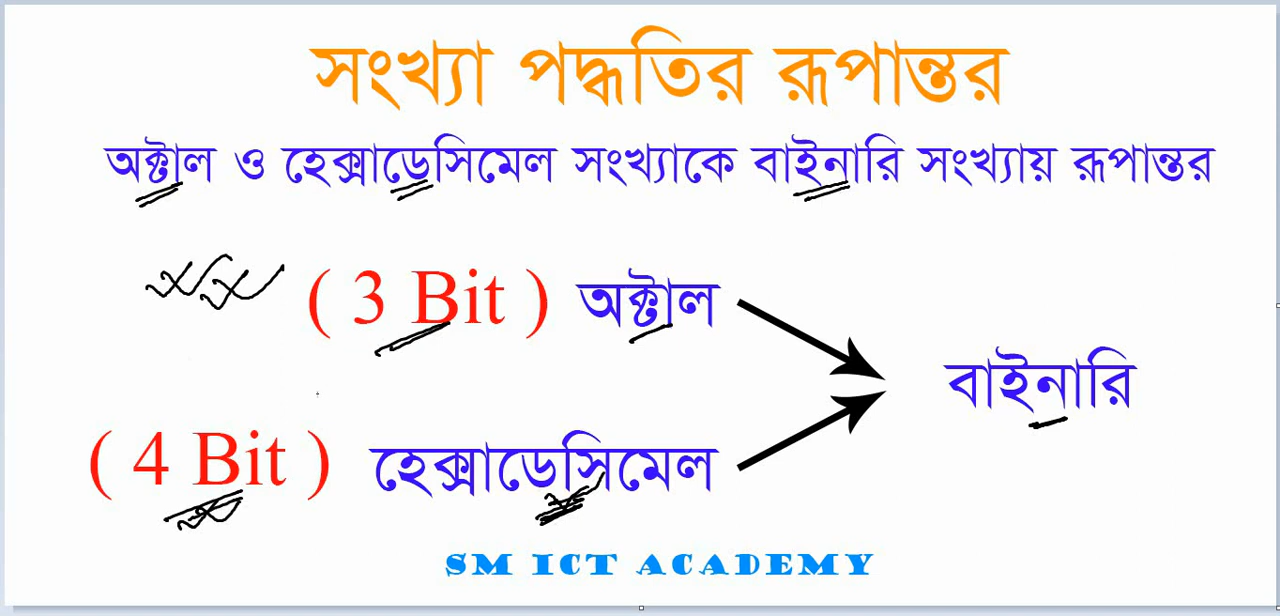 সংখ্যা পদ্ধতির রূপান্তর
অক্টাল ও হেক্সাডেসিমেল সংখ্যাকে বাইনারি সংখ্যায় রূপান্তর
( 3 Bit ) অক্টাল
বাইনারি
( 4 Bit ) হেক্সাডেসিমেল
SM ICT ACADEMY